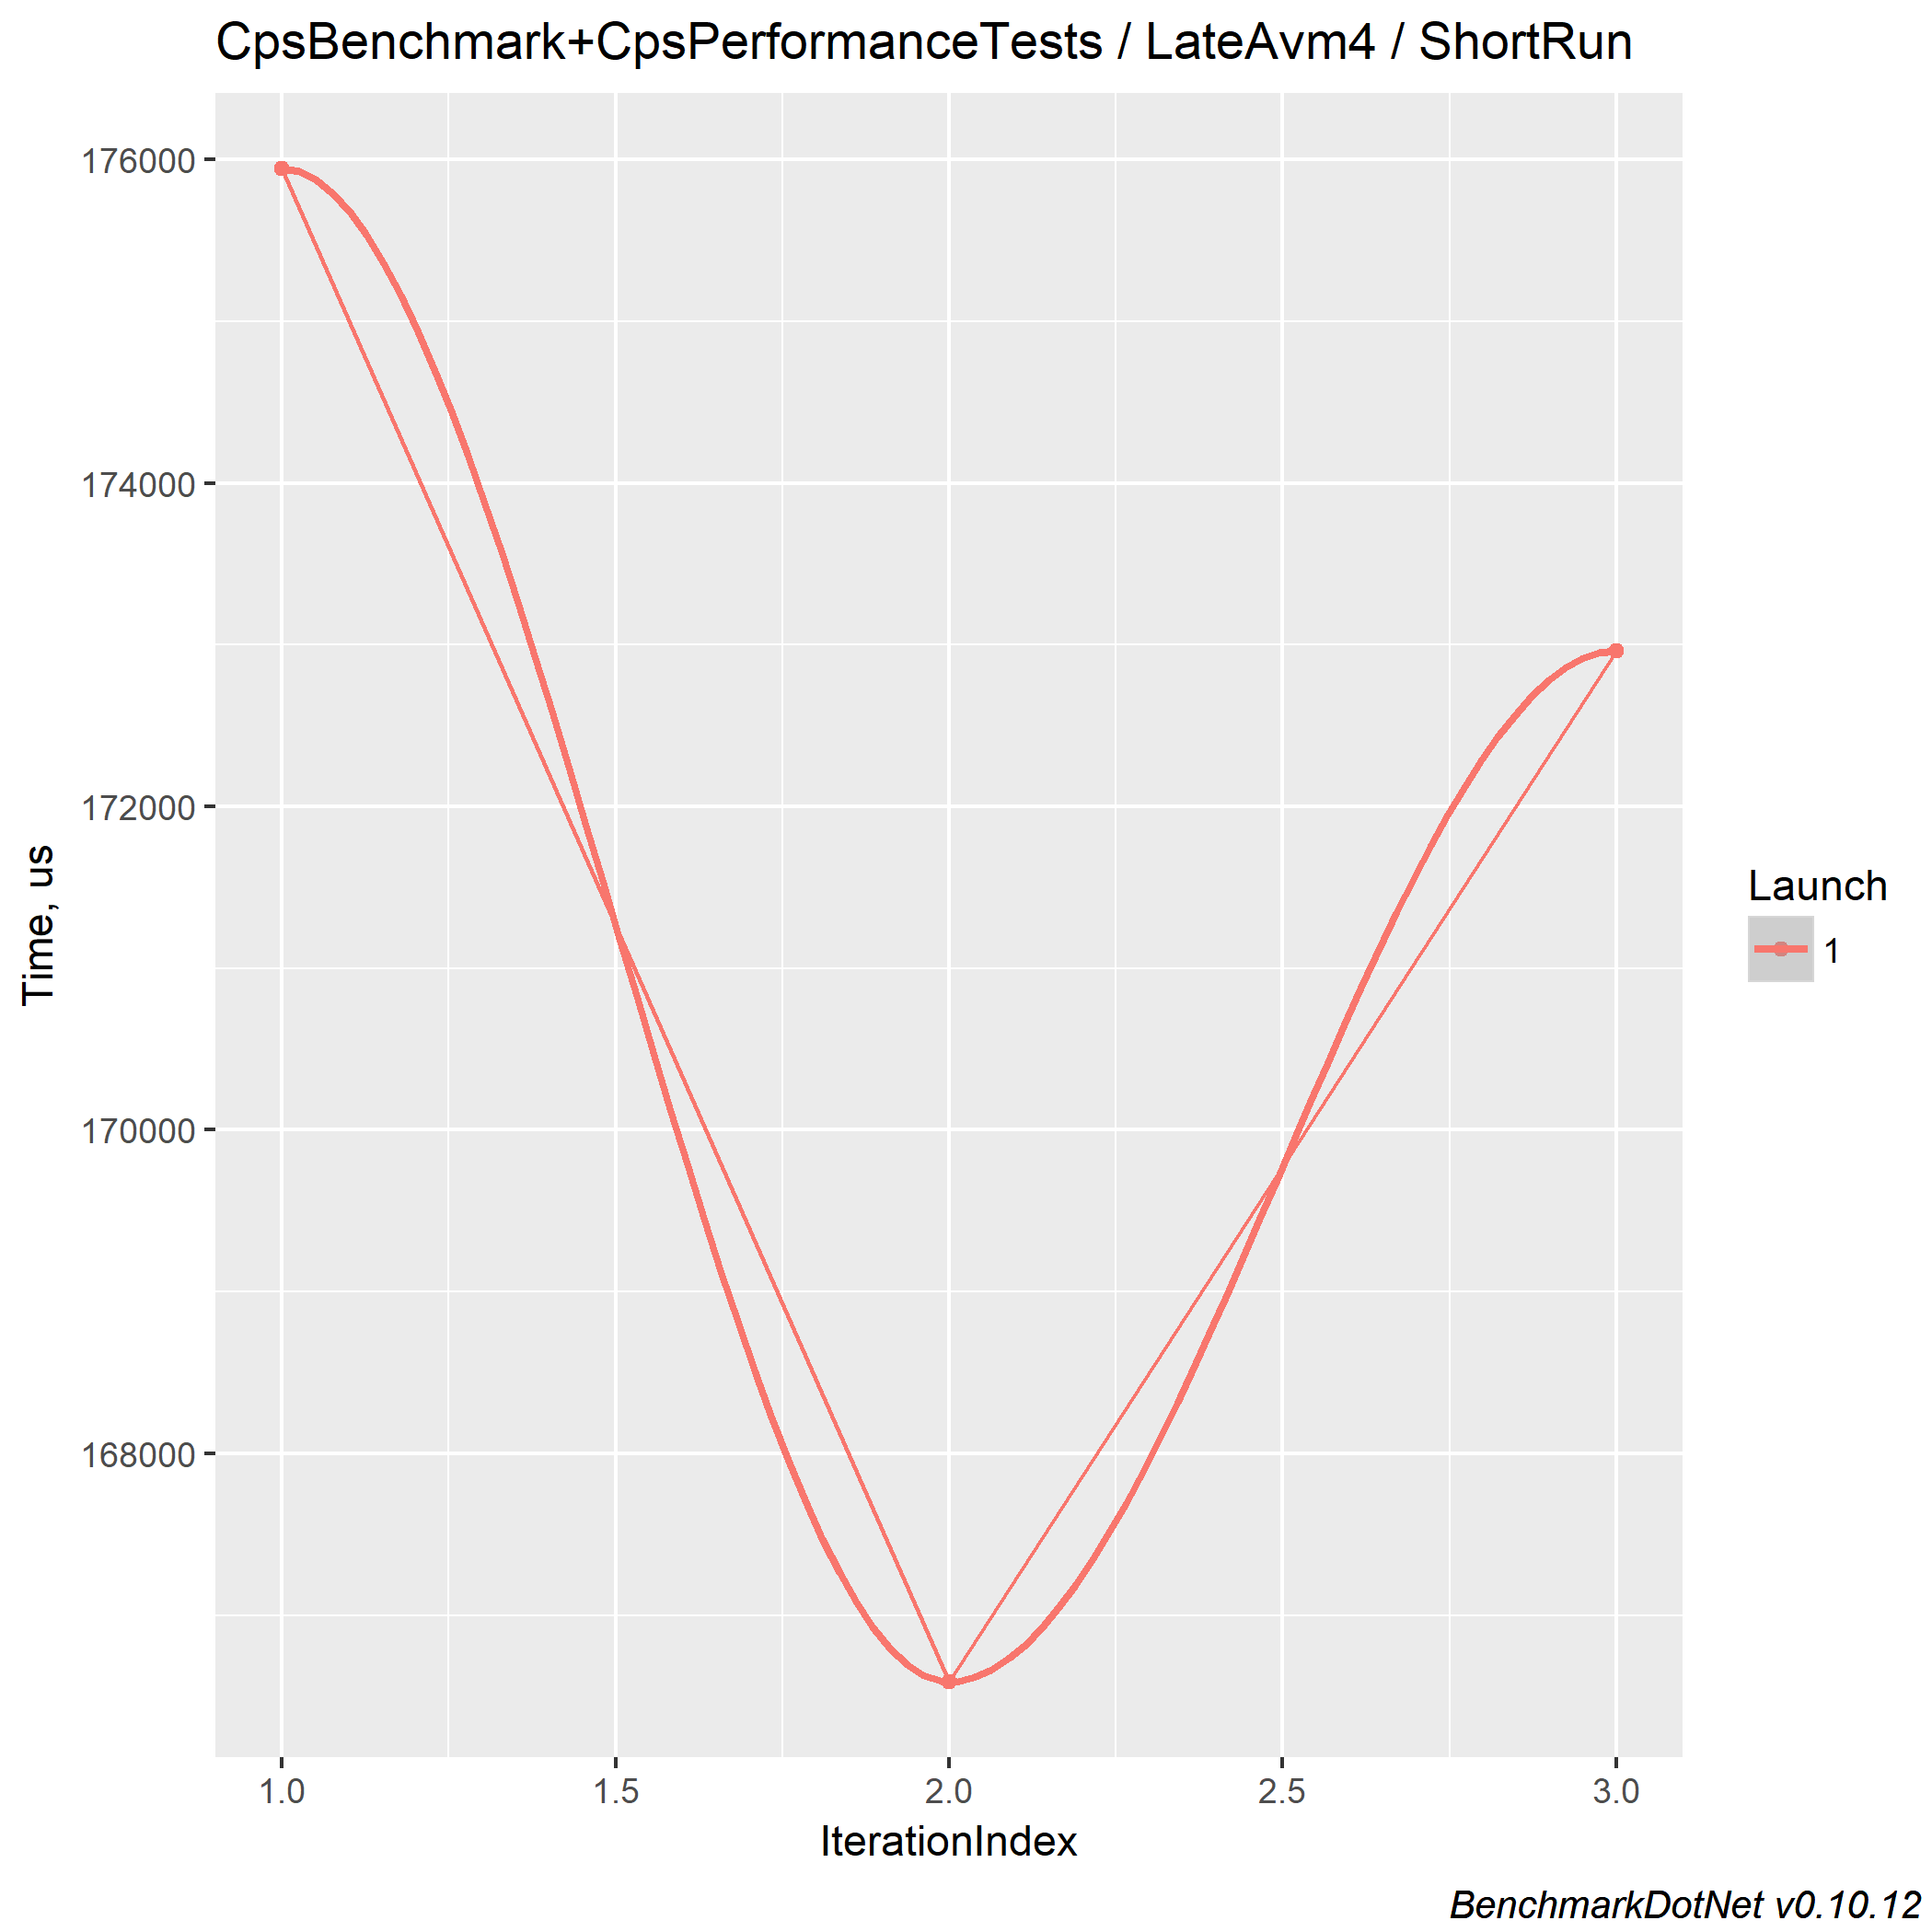 CpsBenchmark+CpsPerformanceTests / LateAvm4 / ShortRun
176000
174000
172000
170000
168000
Time, us
1.0 1.5 2.0 2.5 3.0
IterationIndex
Launch
1
BenchmarkDotNet v0.10.12